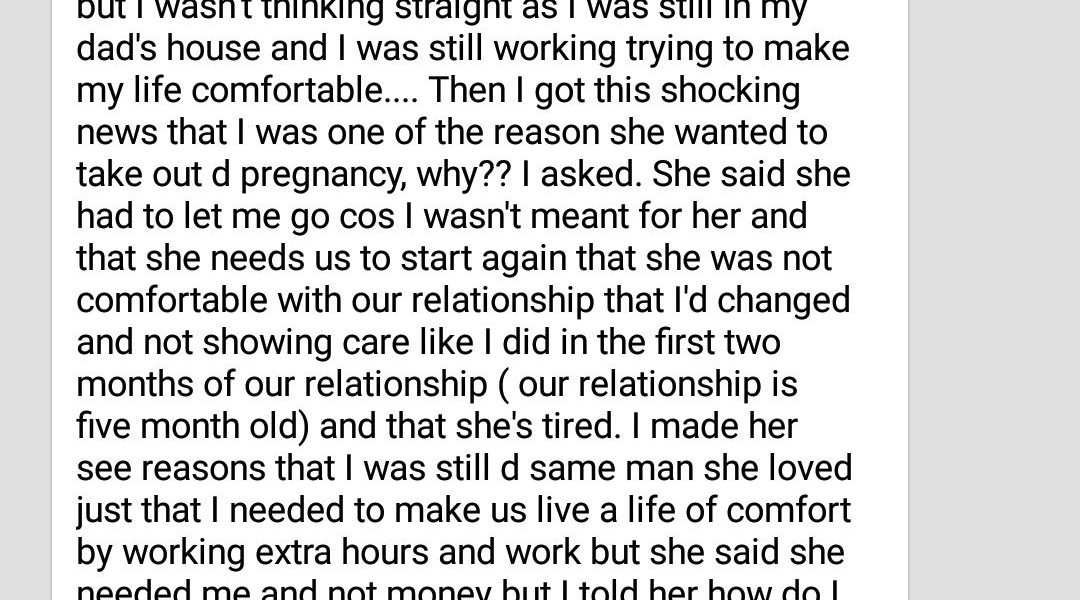 but I wasn't thinking straight as I was still in my
dad's house and I was still working trying to make
my life comfortable.... Then I got this shocking
news that I was one of the reason she wanted to
take out d pregnancy, why?? I asked. She said she
had to let me go cos I wasn't meant for her and
that she needs us to start again that she was not
comfortable with our relationship that I'd changed
and not showing care like I did in the first two
months of our relationship ( our relationship is
five month old) and that she's tired. I made her
see reasons that I was still d same man she loved
just that I needed to make us live a life of comfort
by working extra hours and work but she said she
needed me and not money but I told her how do I